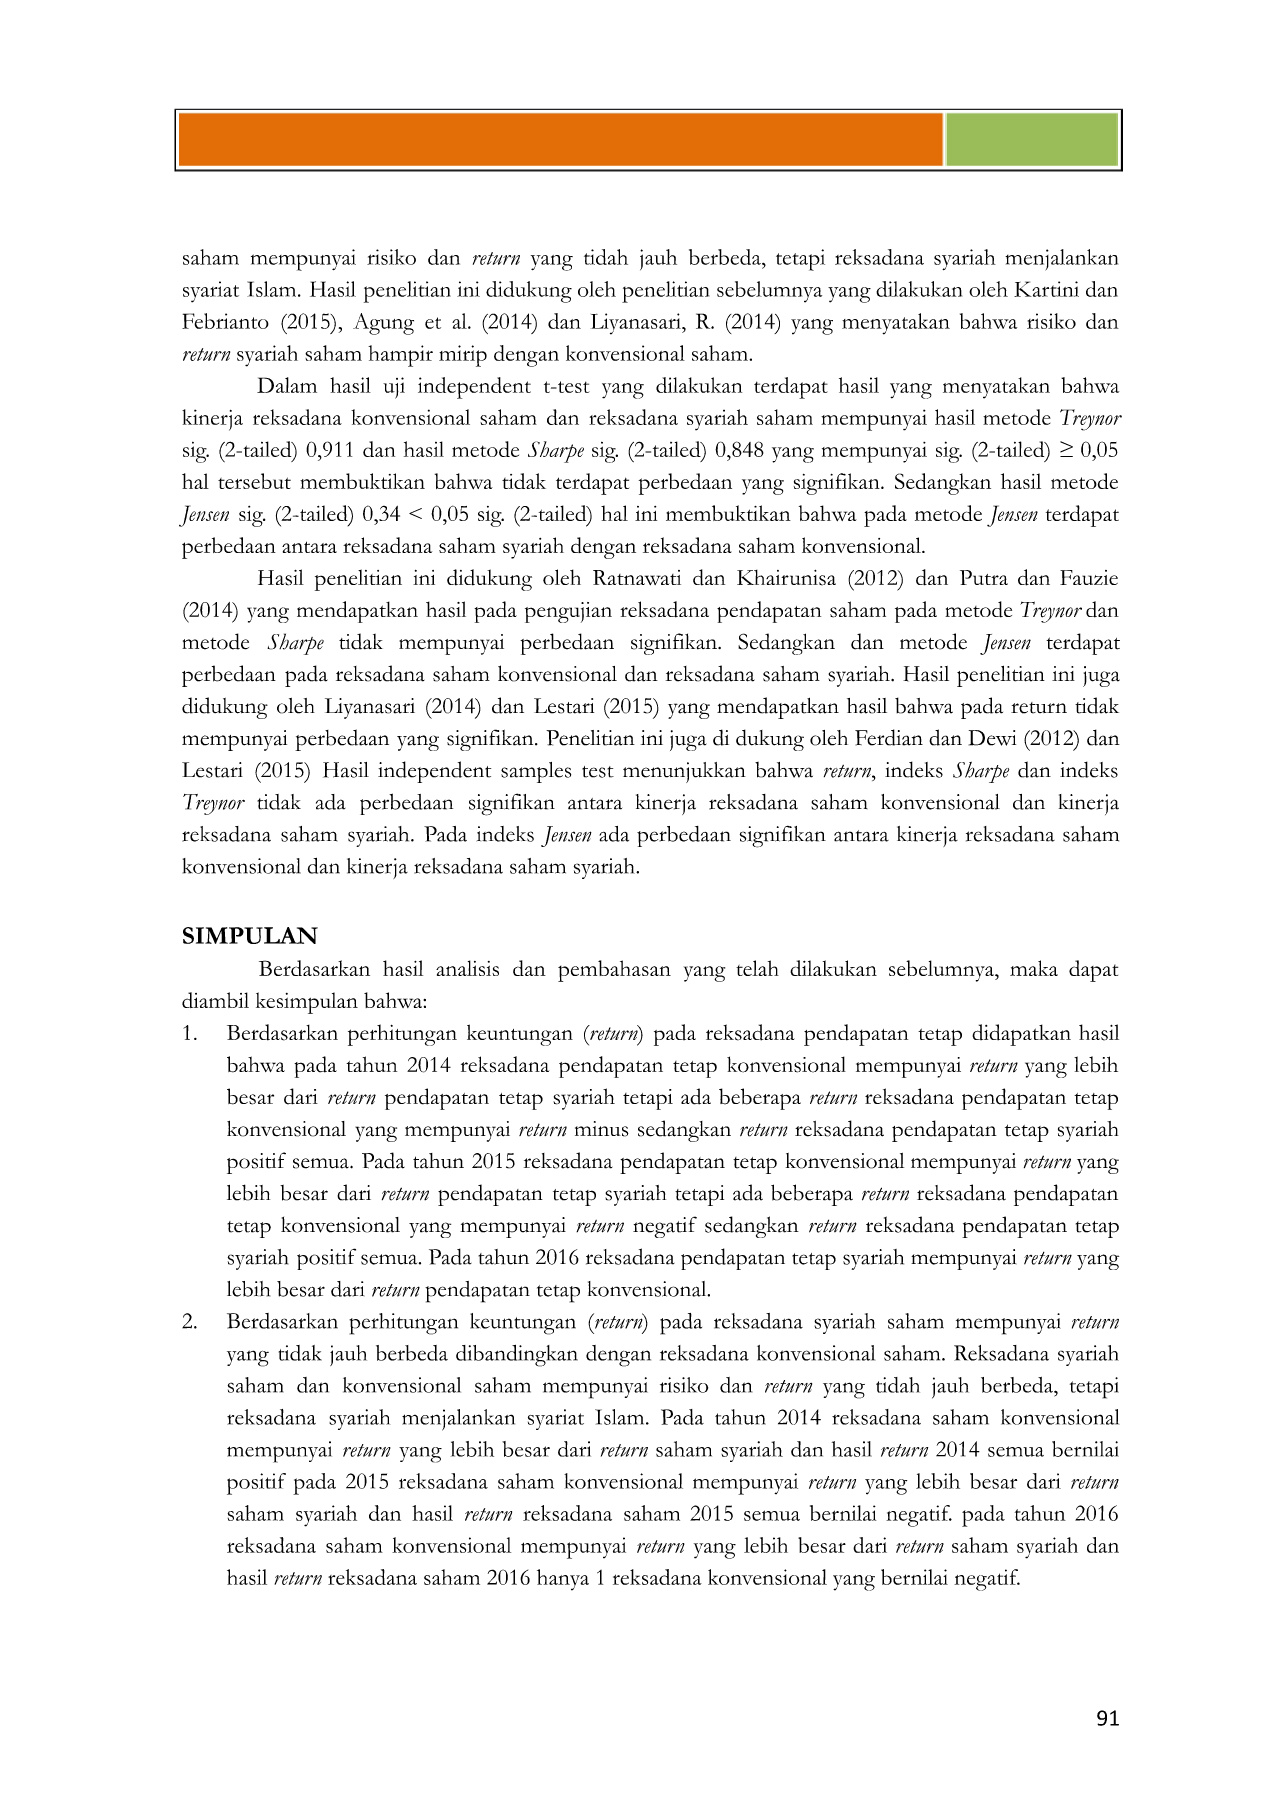 saham mempunyai risiko dan return yang tidah jauh berbeda, tetapi reksadana syariah menjalankan
syariat Islam. Hasil penelitian ini didukung oleh penelitian sebelumnya yang dilakukan oleh Kartini dan
Febrianto (2015), Agung et al. (2014) dan Liyanasari, R. (2014) yang menyatakan bahwa risiko dan
return syariah saham hampir mirip dengan konvensional saham.
Dalam hasil uji independent t-test yang dilakukan terdapat hasil yang menyatakan bahwa
kinerja reksadana konvensional saham dan reksadana syariah saham mempunyai hasil metode Treynor
sig. (2-tailed) 0,911 dan hasil metode Sharpe sig. (2-tailed) 0,848 yang mempunyai sig. (2-tailed) ≥ 0,05
hal tersebut membuktikan bahwa tidak terdapat perbedaan yang signifikan. Sedangkan hasil metode
Jensen sig. (2-tailed) 0,34 < 0,05 sig. (2-tailed) hal ini membuktikan bahwa pada metode Jensen terdapat
perbedaan antara reksadana saham syariah dengan reksadana saham konvensional.
Hasil penelitian ini didukung oleh Ratnawati dan Khairunisa (2012) dan Putra dan Fauzie
(2014) yang mendapatkan hasil pada pengujian reksadana pendapatan saham pada metode Treynor dan
metode Sharpe tidak mempunyai perbedaan signifikan. Sedangkan dan metode Jensen terdapat
perbedaan pada reksadana saham konvensional dan reksadana saham syariah. Hasil penelitian ini juga
didukung oleh Liyanasari (2014) dan Lestari (2015) yang mendapatkan hasil bahwa pada return tidak
mempunyai perbedaan yang signifikan. Penelitian ini juga di dukung oleh Ferdian dan Dewi (2012) dan
Lestari (2015) Hasil independent samples test menunjukkan bahwa return, indeks Sharpe dan indeks
Treynor tidak ada perbedaan signifikan antara kinerja reksadana saham konvensional dan kinerja
reksadana saham syariah. Pada indeks Jensen ada perbedaan signifikan antara kinerja reksadana saham
konvensional dan kinerja reksadana saham syariah.
SIMPULAN
Berdasarkan hasil analisis dan pembahasan yang telah dilakukan sebelumnya, maka dapat
diambil kesimpulan bahwa:
1. Berdasarkan perhitungan keuntungan (return) pada reksadana pendapatan tetap didapatkan hasil
bahwa pada tahun 2014 reksadana pendapatan tetap konvensional mempunyai return yang lebih
besar dari return pendapatan tetap syariah tetapi ada beberapa return reksadana pendapatan tetap
konvensional yang mempunyai return minus sedangkan return reksadana pendapatan tetap syariah
positif semua. Pada tahun 2015 reksadana pendapatan tetap konvensional mempunyai return yang
lebih besar dari return pendapatan tetap syariah tetapi ada beberapa return reksadana pendapatan
tetap konvensional yang mempunyai return negatif sedangkan return reksadana pendapatan tetap
syariah positif semua. Pada tahun 2016 reksadana pendapatan tetap syariah mempunyai return yang
lebih besar dari return pendapatan tetap konvensional.
2. Berdasarkan perhitungan keuntungan (return) pada reksadana syariah saham mempunyai return
yang tidak jauh berbeda dibandingkan dengan reksadana konvensional saham. Reksadana syariah
saham dan konvensional saham mempunyai risiko dan return yang tidah jauh berbeda, tetapi
reksadana syariah menjalankan syariat Islam. Pada tahun 2014 reksadana saham konvensional
mempunyai return yang lebih besar dari return saham syariah dan hasil return 2014 semua bernilai
positif pada 2015 reksadana saham konvensional mempunyai return yang lebih besar dari return
saham syariah dan hasil return reksadana saham 2015 semua bernilai negatif. pada tahun 2016
reksadana saham konvensional mempunyai return yang lebih besar dari return saham syariah dan
hasil return reksadana saham 2016 hanya 1 reksadana konvensional yang bernilai negatif.
91